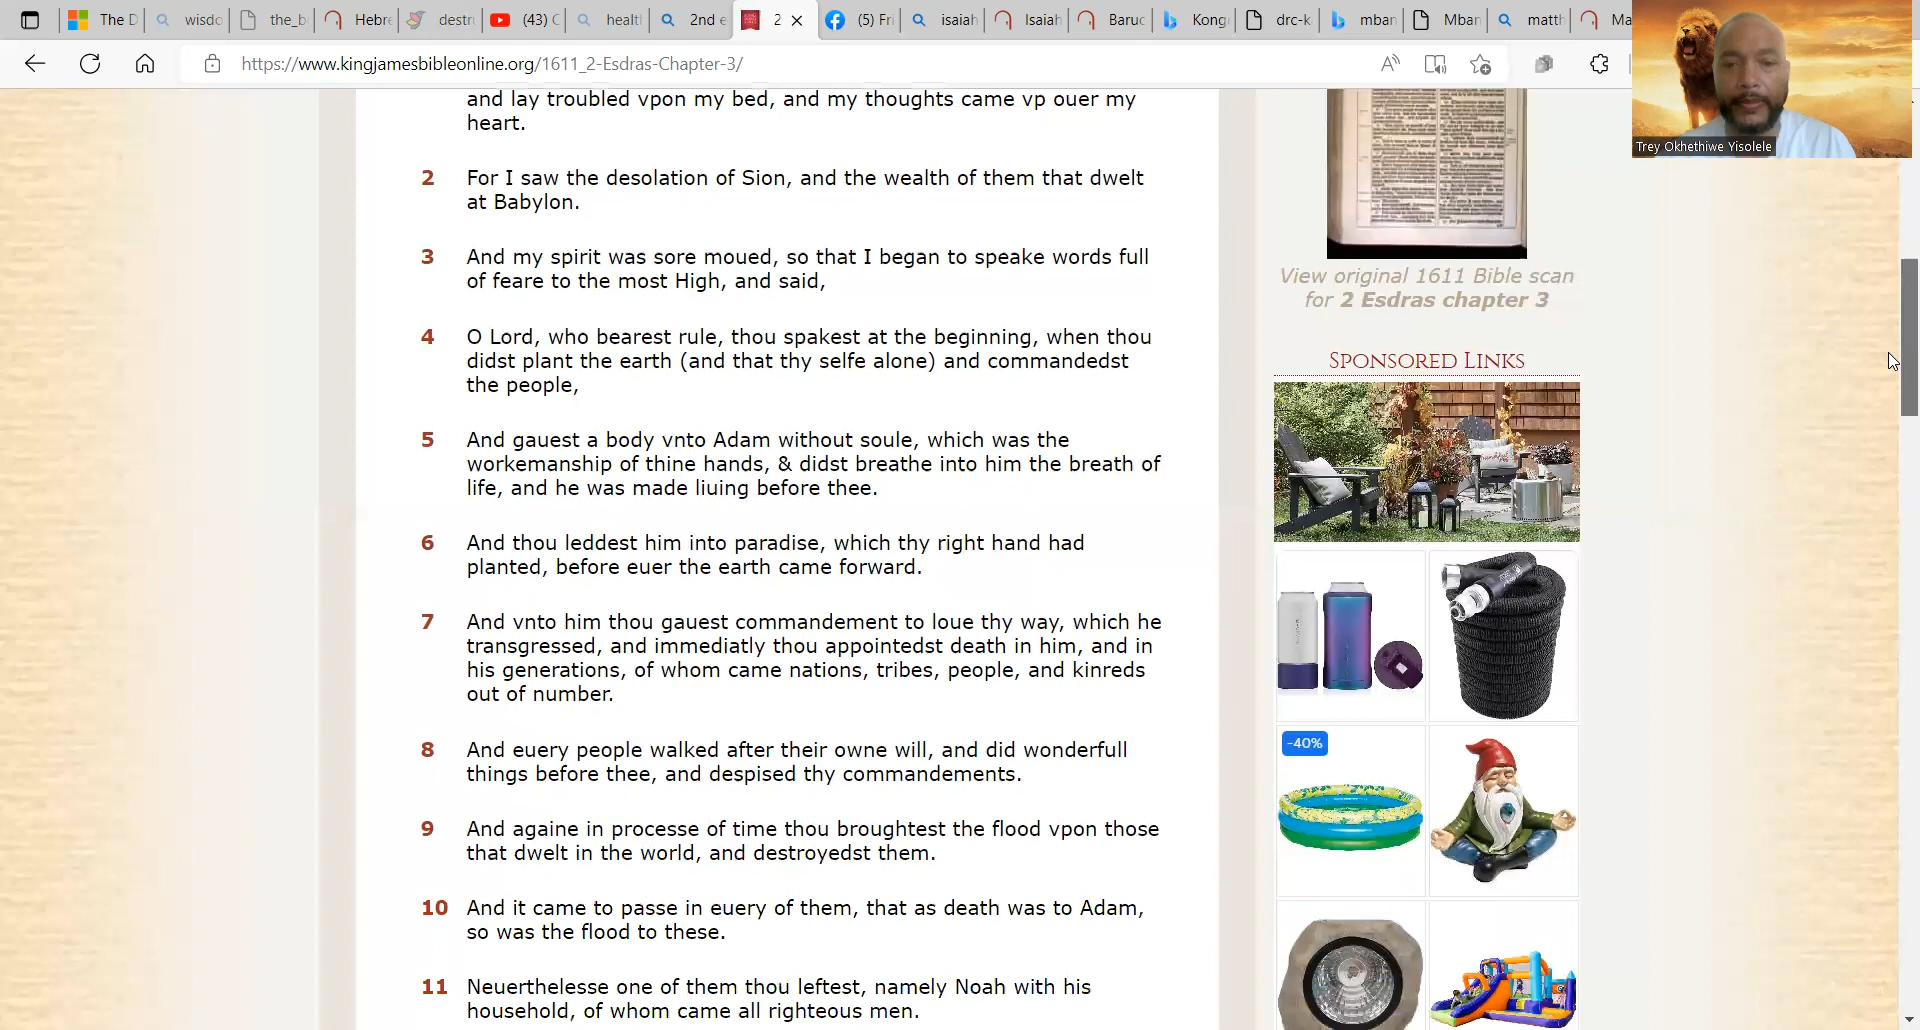 The D
wisdo
the_b
Hebre
destr
(43) C
healt
2nd e
2
(5) Fri
isaiah
Isaiah
Baruc
Kong
drc-k
mban
Mban
matth
Ma
https://www.kingjamesbibleonline.org/1611_2-Esdras-Chapter-3/
Trey Okhethiwe Yisolele
and lay troubled vpon my bed, and my thoughts came vp ouer my
heart.
2 For I saw the desolation of Sion, and the wealth of them that dwelt
at Babylon.
3 And my spirit was sore moued, so that I began to speake words full
of feare to the most High, and said,
4 O Lord, who bearest rule, thou spakest at the beginning, when thou
didst plant the earth (and that thy selfe alone) and commandedst
the people,
5 And gauest a body vnto Adam without soule, which was the
workemanship of thine hands, & didst breathe into him the breath of
life, and he was made liuing before thee.
6 And thou leddest him into paradise, which thy right hand had
planted, before euer the earth came forward.
7 And vnto him thou gauest commandement to loue thy way, which he
transgressed, and immediatly thou appointedst death in him, and in
his generations, of whom came nations, tribes, people, and kinreds
out of number.
8 And euery people walked after their owne will, and did wonderfull
things before thee, and despised thy commandements.
9 And againe in processe of time thou broughtest the flood vpon those
that dwelt in the world, and destroyedst them.
10 And it came to passe in euery of them, that as death was to Adam,
so was the flood to these.
11 Neuerthelesse one of them thou leftest, namely Noah with his
household, of whom came all righteous men.
View original 1611 Bible scan
for 2 Esdras chapter 3
SPONSORED LINKS
-40%